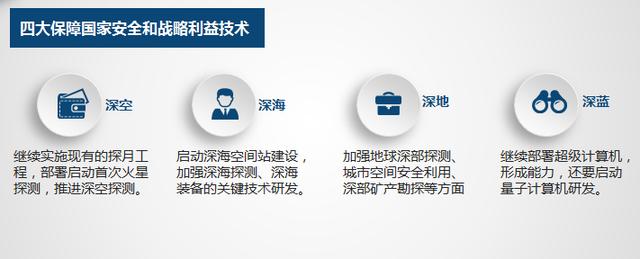 四大保障国家安全和战略利益技术
深空
继续实施现有的探月工
程，部署启动首次火星
探测，推进深空探测。
深海
启动深海空间站建设，
加强深海探测、深海
装备的关键技术研发。
深地
加强地球深部探测、
城市空间安全利用、
深部矿产勘探等方面
深蓝
继续部署超级计算机，
形成能力，还要启动
量子计算机研发。